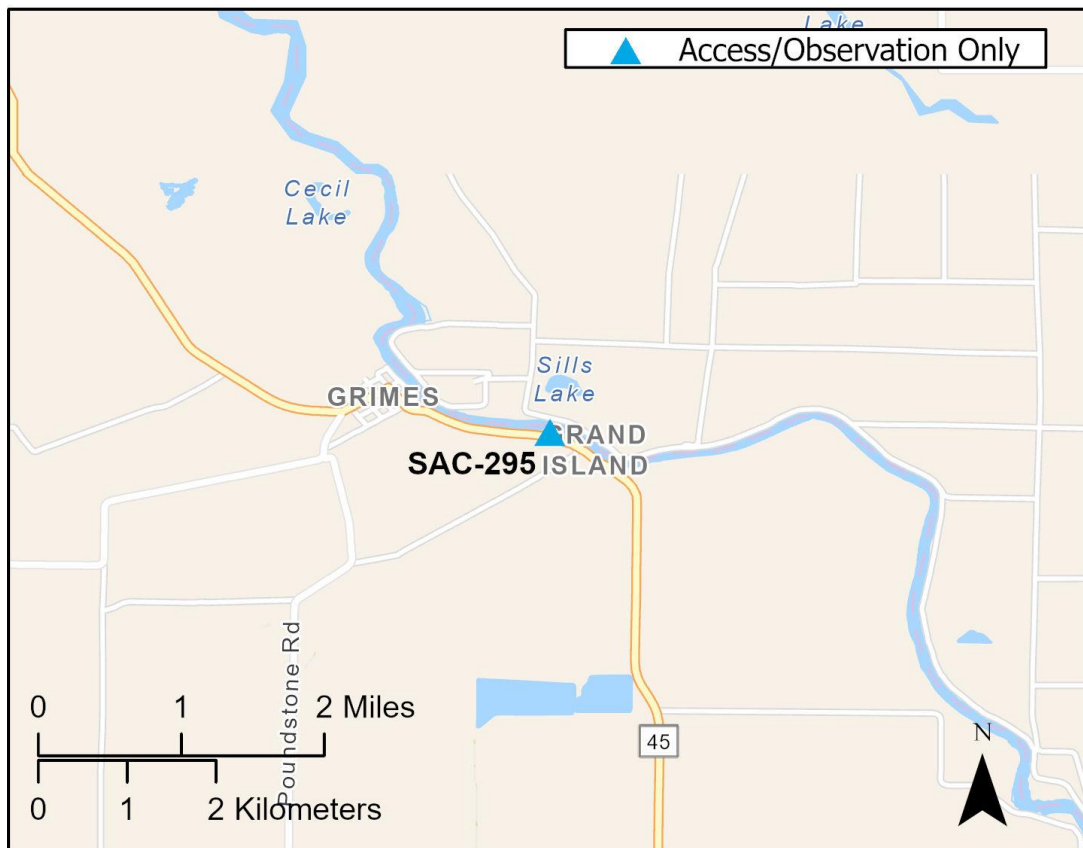 Lake
Access/Observation Only
Cecil
Lake
Sills
Lake
GRIMES
GRAND
SAC-295
ISLAND
Poundstone Rd
0 1 2 Miles
0 1 2 Kilometers
45
N